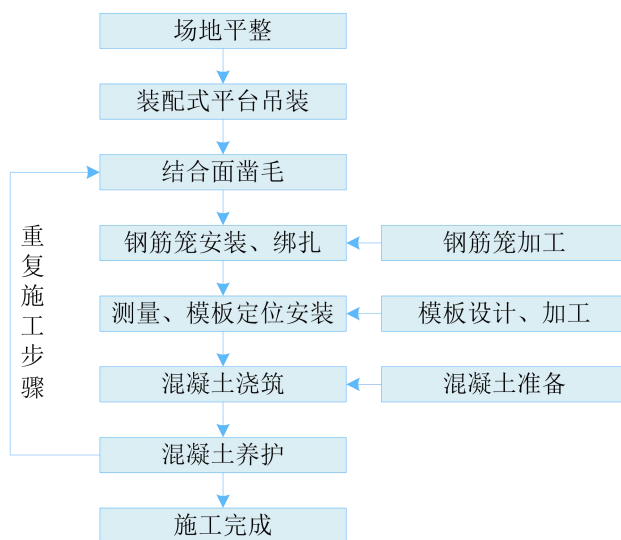 场地平整
装配式平台吊装
结合面凿毛
钢筋笼安装、绑扎
钢筋笼加工
测量、模板定位安装
模板设计、加工
混凝土浇筑
混凝土准备
混凝土养护
施工完成
重复施工步骤